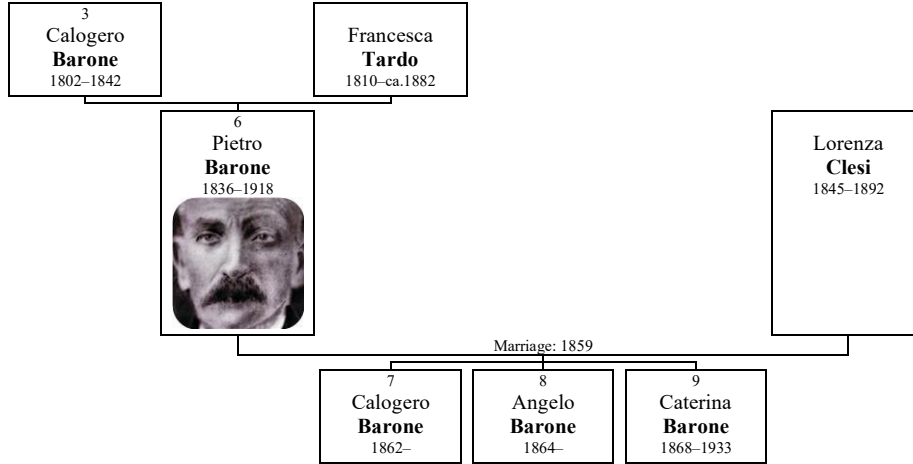 3
Calogero
Barone
1802–1842
Francesca
Tardo
1810–ca.1882
6
Pietro
Barone
1836–1918
Lorenza
Clesi
1845–1892
Marriage: 1859
7
Calogero
Barone
1862–
8
Angelo
Barone
1864–
9
Caterina
Barone
1868–1933